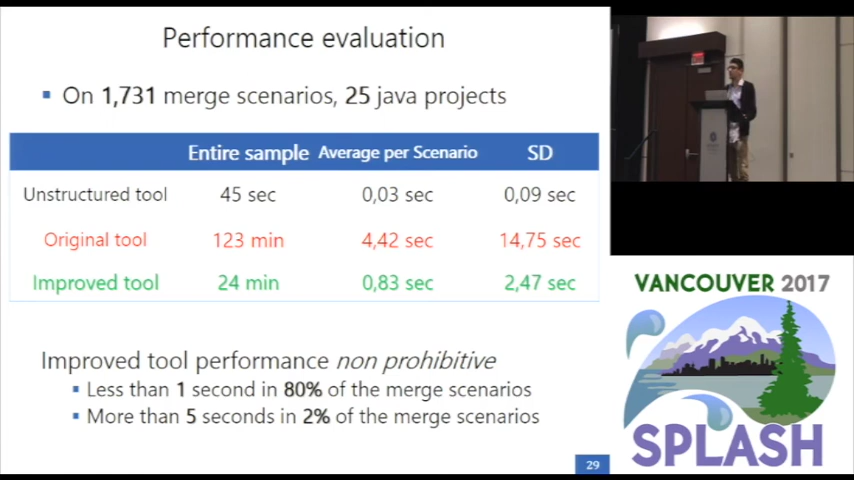 Performance evaluation
On 1,731 merge scenarios, 25 java projects
Entire sample Average per Scenario SD
Unstructured tool 45 sec 0,03 sec 0,09 sec
Original tool 123 min 4,42 sec 14,75 sec
Improved tool 24 min 0,83 sec 2,47 sec
Improved tool performance non prohibitive
Less than 1 second in 80% of the merge scenarios
More than 5 seconds in 2% of the merge scenarios
29
VANCOUVER 2017
SPLASH